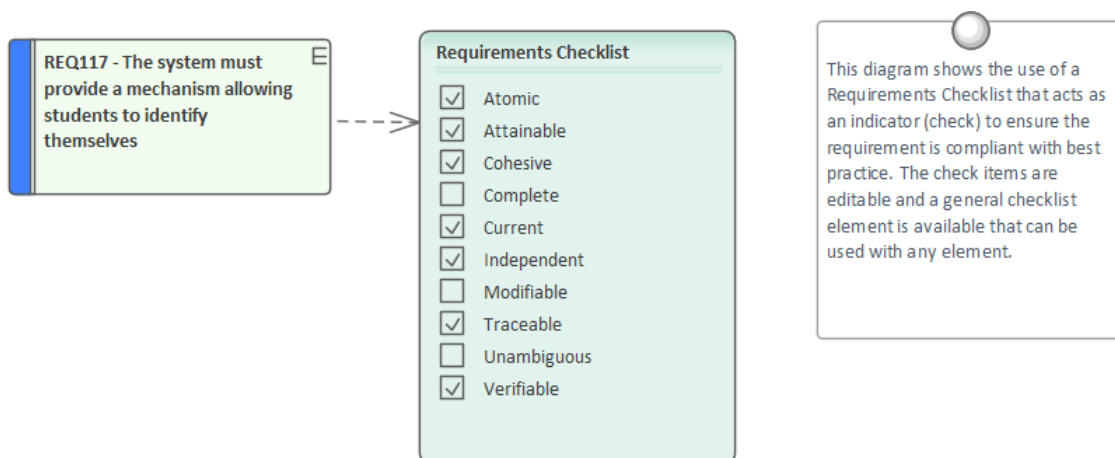 REQ117 - The system must
provide a mechanism allowing
students to identify
themselves
E
Requirements Checklist
Atomic
Attainable
Cohesive
Complete
Current
Independent
Modifiable
Traceable
Unambiguous
Verifiable
This diagram shows the use of a
Requirements Checklist that acts as
an indicator (check) to ensure the
requirement is compliant with best
practice. The check items are
editable and a general checklist
element is available that can be
used with any element.